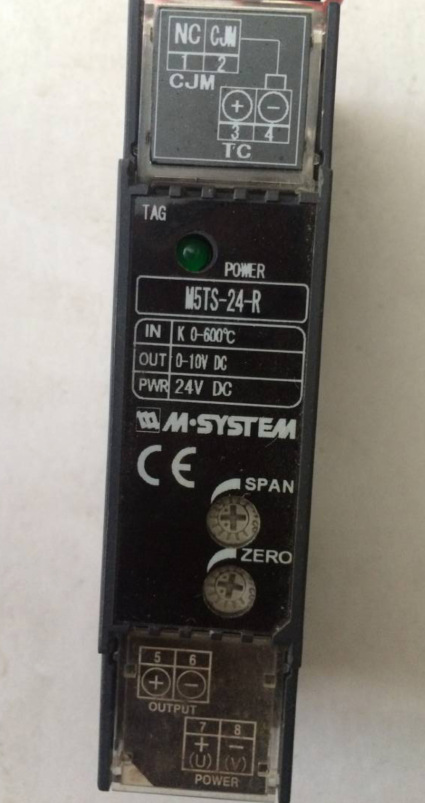 NC CJM
1 2
CJM
+ −
3 4
TC
TAG
POWER
M5TS-24-R
IN K 0-600℃
OUT 0-10V DC
PWR 24V DC
M·SYSTEM
CE
SPAN
ZERO
5 6
+ −
OUTPUT
7 8
+ −
(U) (V)
POWER